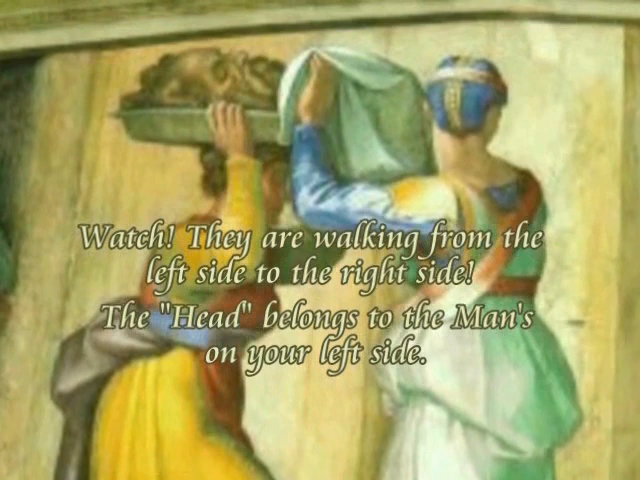 Watch! They are walking from the
left side to the right side!
The "Head" belongs to the Man's
on your left side.